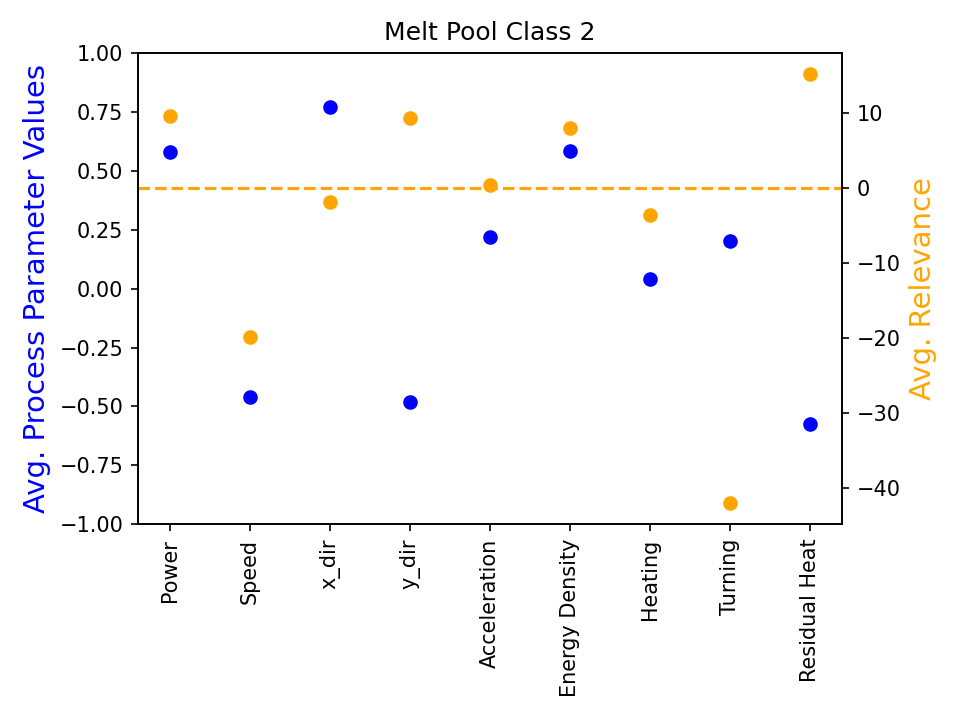 Melt Pool Class 2
Avg. Process Parameter Values
1.00
0.75
0.50
0.25
0.00
−0.25
−0.50
−0.75
−1.00
10
0
−10
−20
−30
−40
Avg. Relevance
Power
Speed
x_dir
y_dir
Acceleration
Energy Density
Heating
Turning
Residual Heat